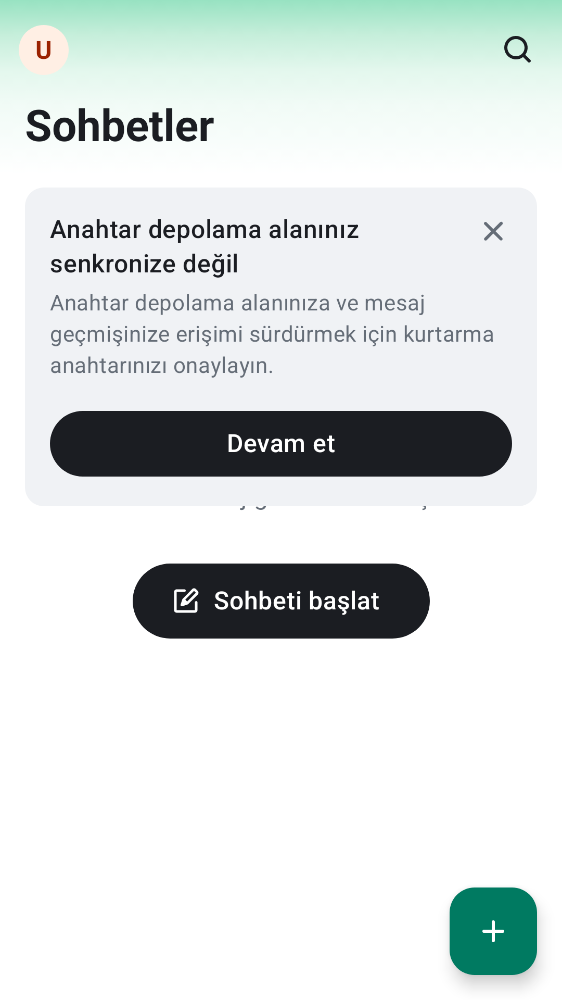 U
Sohbetler
Anahtar depolama alanınız
senkronize değil
Anahtar depolama alanınıza ve mesaj
geçmişinize erişimi sürdürmek için kurtarma
anahtarınızı onaylayın.
Devam et
Sohbeti başlat